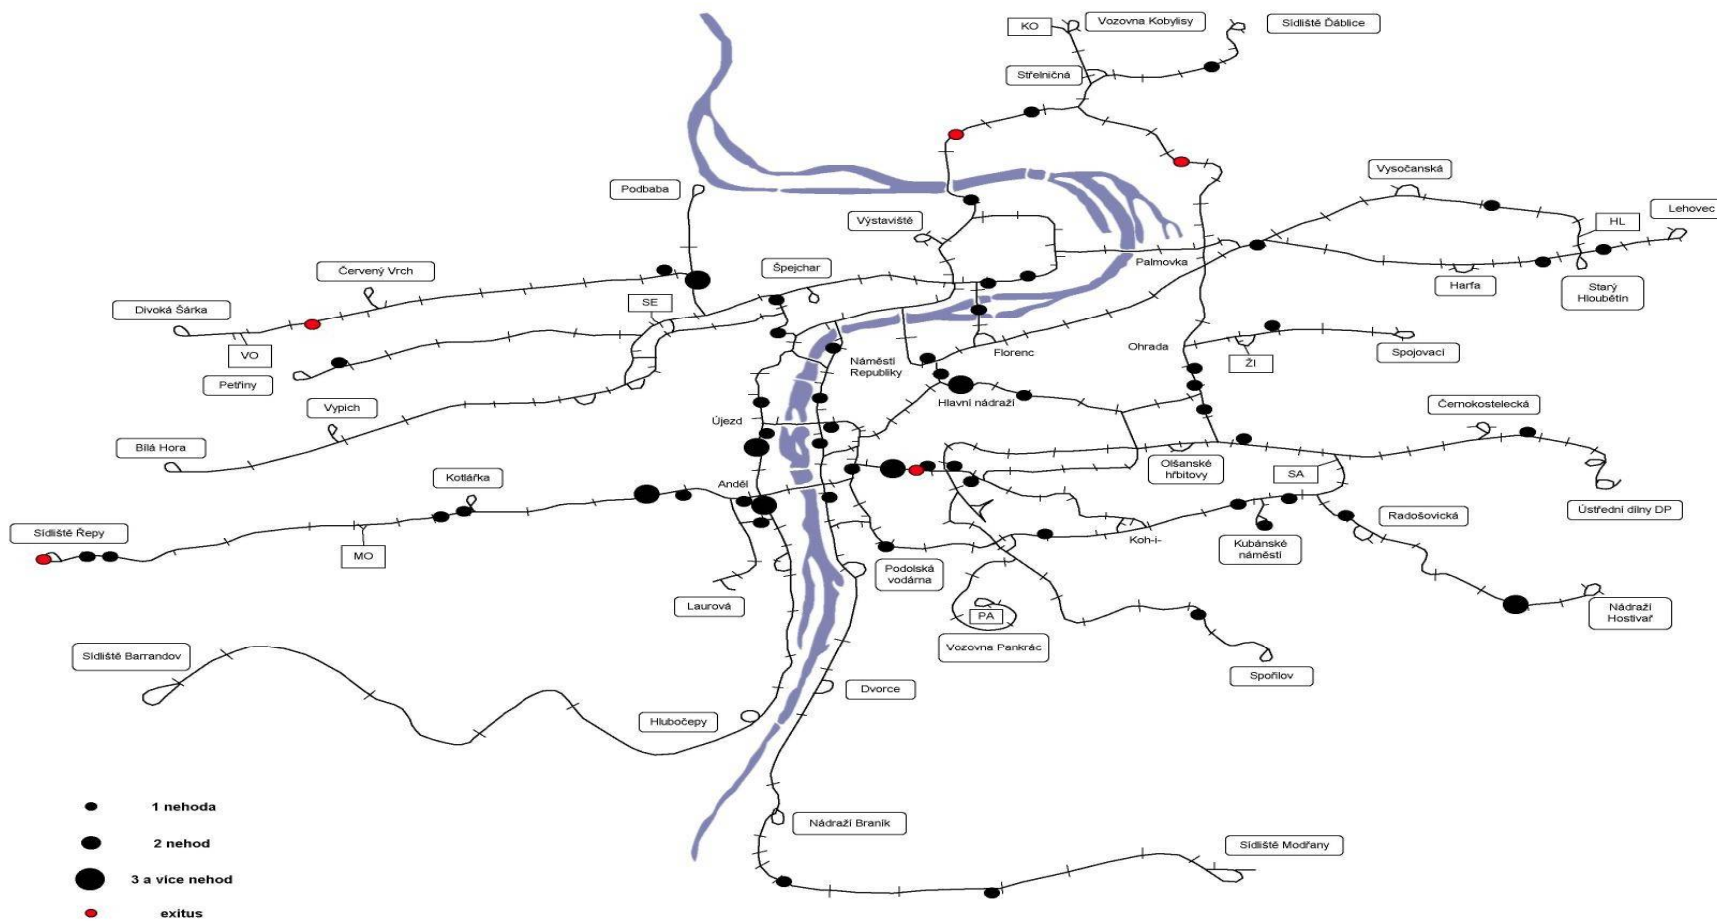 KO
Vozovna Kobylisy
Sídliště Ďáblice
Střelničná
Vysočanská
Podbaba
Lehovec
HL
Výstaviště
Palmovka
Špejchar
Červený Vrch
Harfa
Starý
Hloubětín
Divoká Šárka
SE
VO
Náměstí
Republiky
Florenc
Ohrada
ŽI
Spojovací
Petřiny
Hlavní nádraží
Vypich
Újezd
Černokostelecká
Bílá Hora
Olšanské
hřbitovy
SA
Kotlářka
Anděl
Ústřední dílny DP
Radošovická
Sídliště Řepy
MO
Koh-i-
Kubánské
náměstí
Podolská
vodárna
Laurová
PA
Nádraží
Hostivař
Vozovna Pankrác
Sídliště Barrandov
Spořilov
Dvorce
Hlubočepy
1 nehoda
Nádraží Braník
2 nehod
Sídliště Modřany
3 a více nehod
exitus